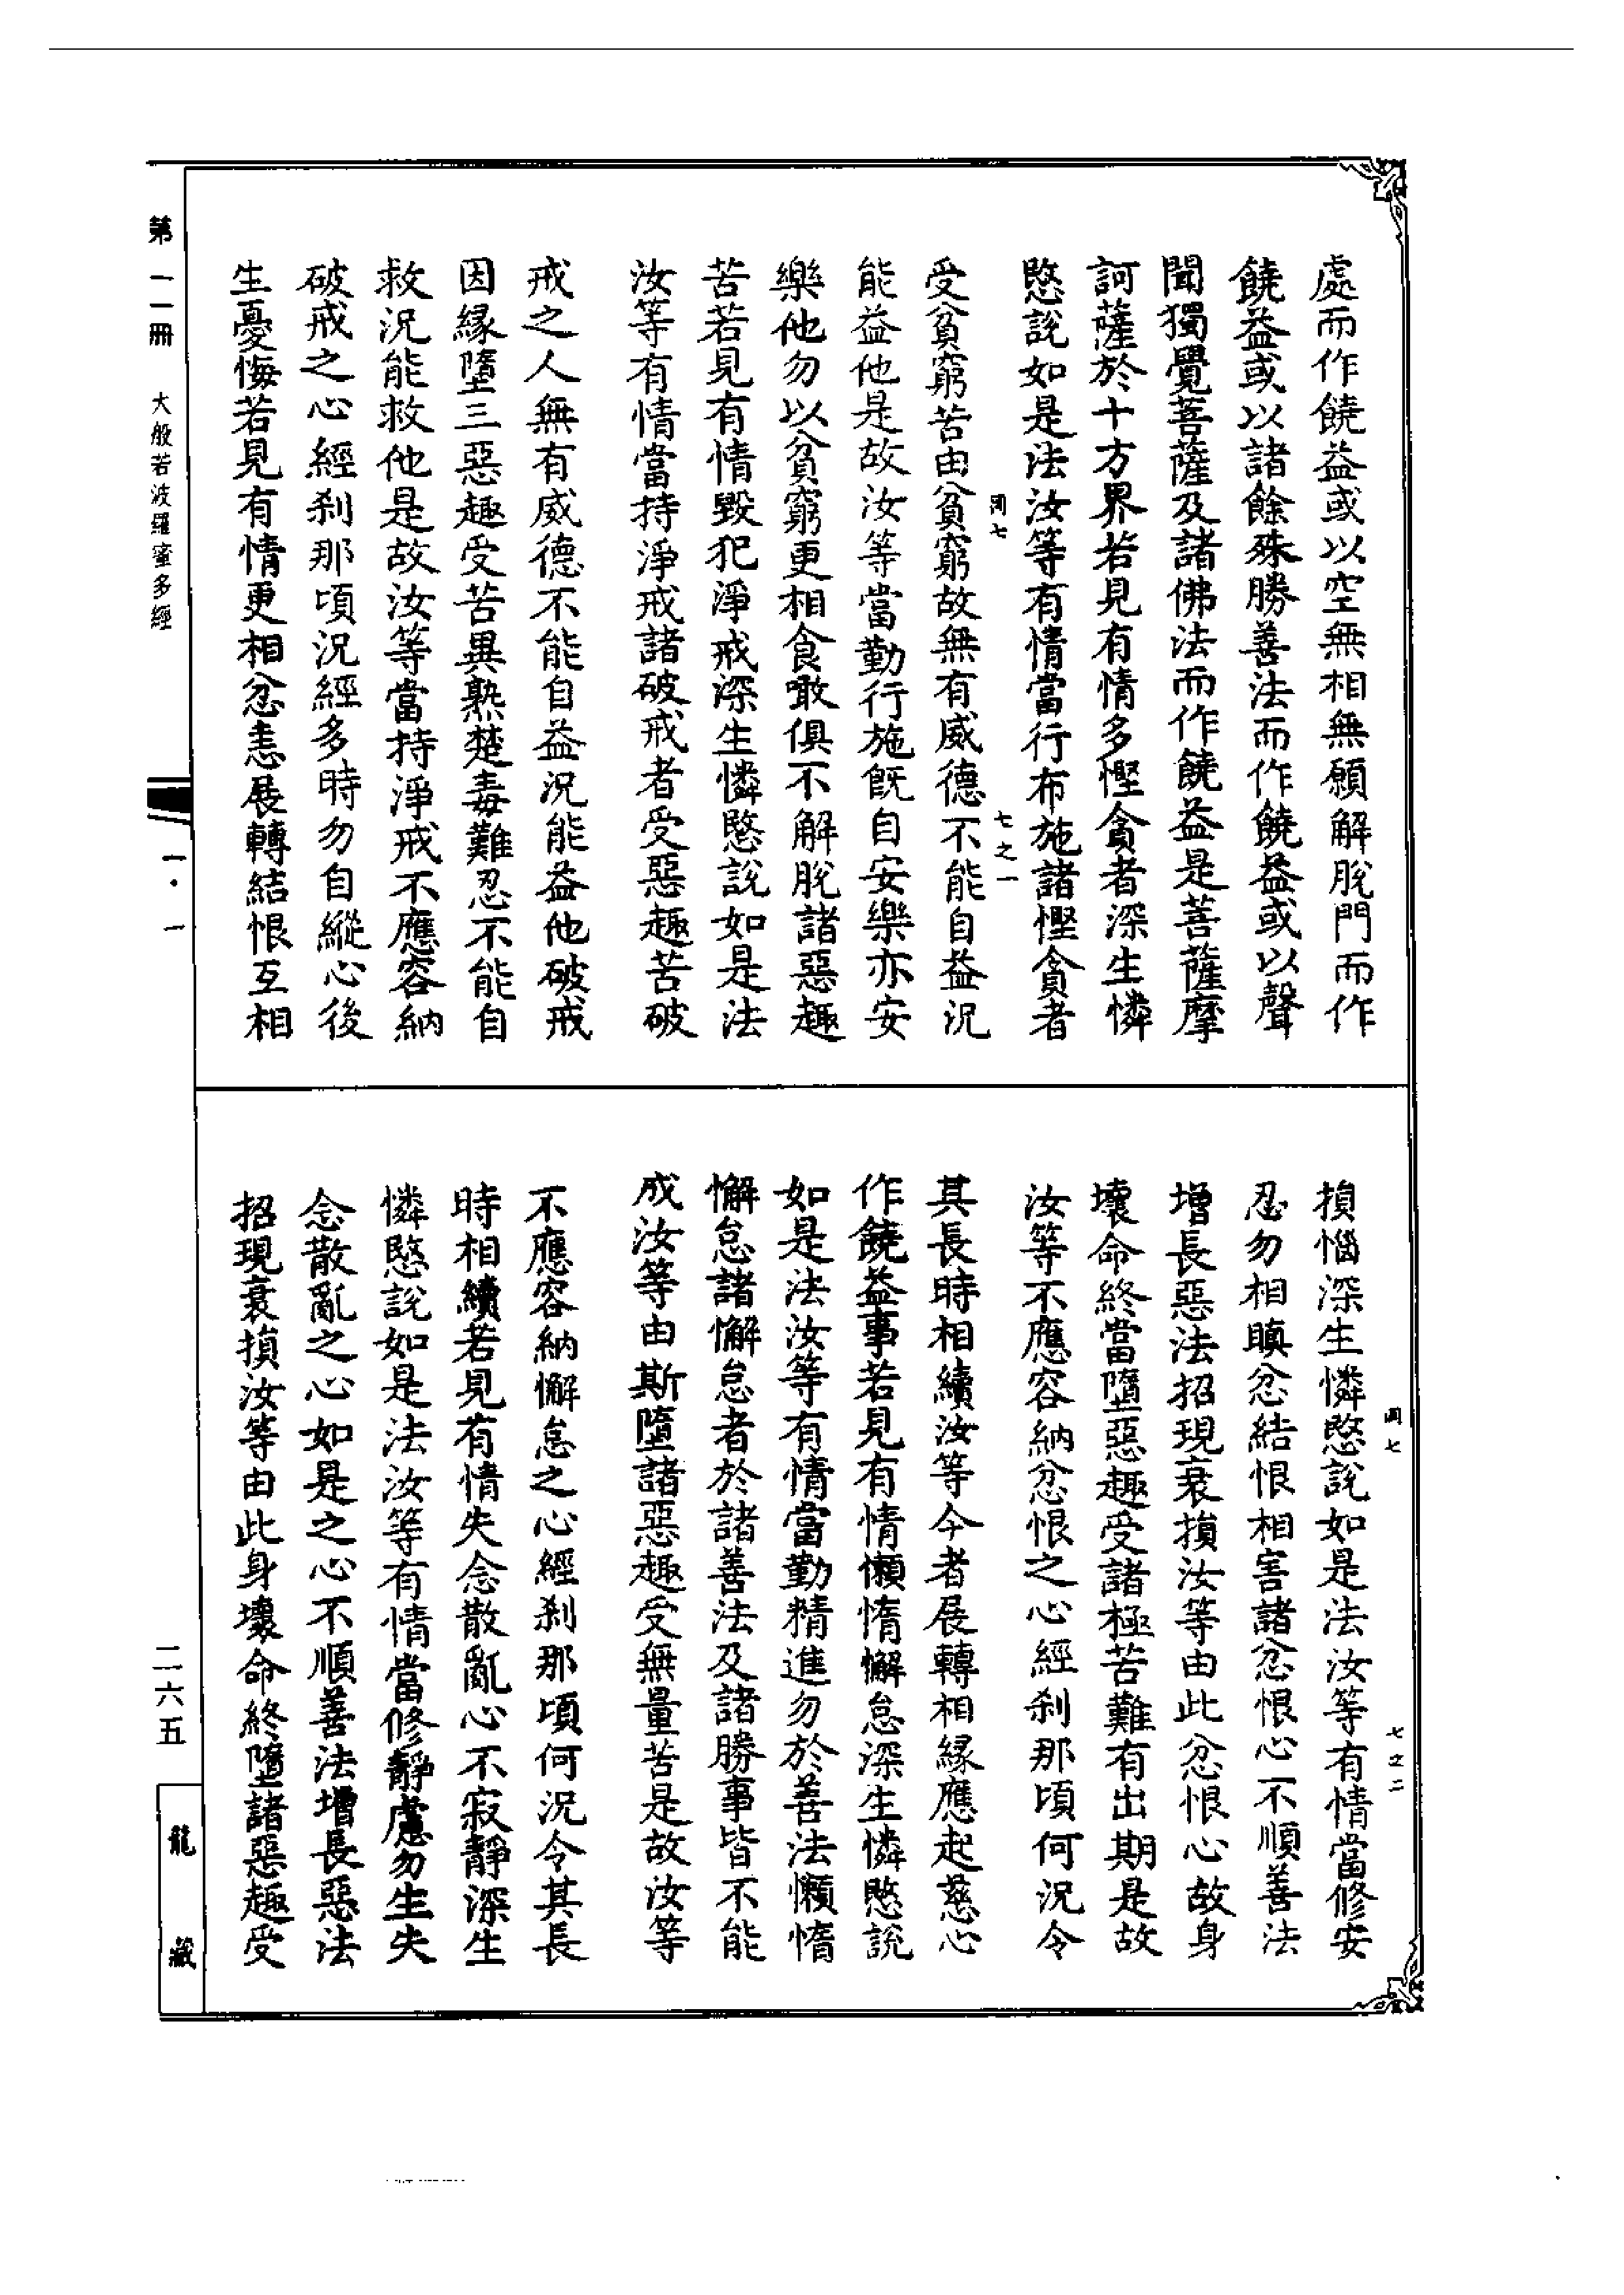 處而作饒益或以空無相無願解脫門而作
饒益或以諸餘殊勝善法而作饒益或以聲
聞獨覺菩薩及諸佛法而作饒益是菩薩摩
訶薩於十方界若見有情多慳貪者深生憐
愍說如是法汝等有情當行布施諸慳貪者
七之一
受貧窮苦由貧窮故無有威德不能自益況
能益他是故汝等當勤行施旣自安樂亦安
樂他勿以貧窮更相食噉俱不解脫諸惡趣
苦若見有情毀犯淨戒深生憐愍說如是法
汝等有情當持淨戒諸破戒者受惡趣苦破
戒之人無有威德不能自益況能益他破戒
因緣墮三惡趣受苦異熟楚毒難忍不能自
救況能救他是故汝等當持淨戒不應容納
破戒之心經刹那頃況經多時勿自縱心後
生憂悔若見有情更相忿恚展轉結恨互相
七之二
損惱深生憐愍說如是法汝等有情當修安
忍勿相瞋忿結恨相害諸忿恨心不順善法
增長惡法招現衰損汝等由此忿恨心故身
壞命終當墮惡趣受諸極苦難有出期是故
汝等不應容納忿恨之心經刹那頃何況令
其長時相續汝等今者展轉相緣應起慈心
作饒益事若見有情懶惰懈怠深生憐愍說
如是法汝等有情當勤精進勿於善法懶惰
懈怠諸懈怠者於諸善法及諸勝事皆不能
成汝等由斯墮諸惡趣受無量苦是故汝等
不應容納懈怠之心經刹那頃何況令其長
時相續若見有情失念散亂心不寂靜深生
憐愍說如是法汝等有情當修靜慮勿生失
念散亂之心如是之心不順善法增長惡法
招現衰損汝等由此身壞命終墮諸惡趣受
第一一冊 大般若波羅蜜多經
一·一
二六五
龍藏